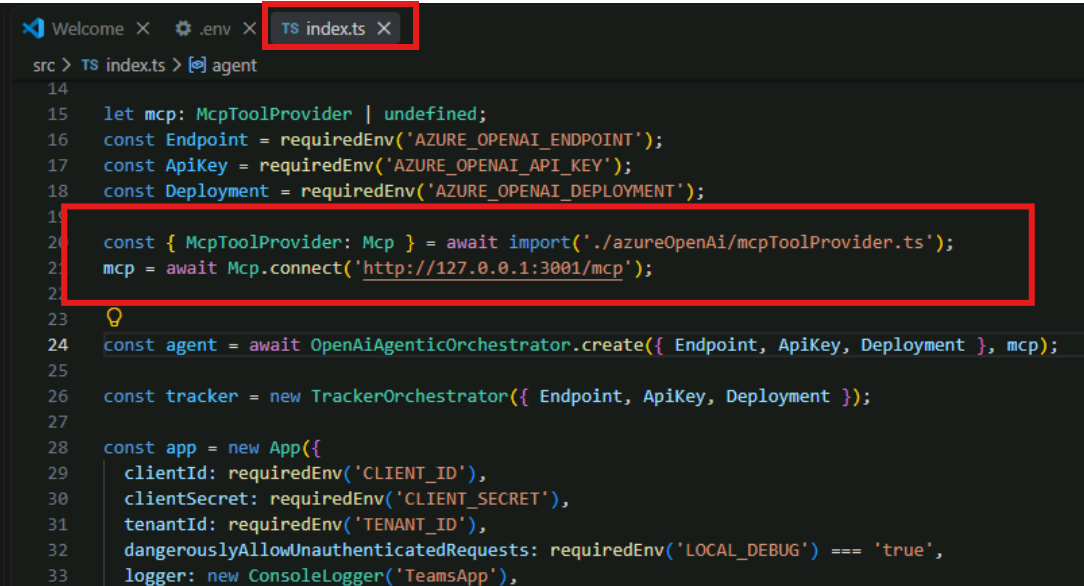 Welcome .env TS index.ts
src > TS index.ts > agent
14
15 let mcp: McpToolProvider | undefined;
16 const Endpoint = requiredEnv('AZURE_OPENAI_ENDPOINT');
17 const ApiKey = requiredEnv('AZURE_OPENAI_API_KEY');
18 const Deployment = requiredEnv('AZURE_OPENAI_DEPLOYMENT');
19
20 const { McpToolProvider: Mcp } = await import('./azureOpenAi/mcpToolProvider.ts');
21 mcp = await Mcp.connect('http://127.0.0.1:3001/mcp');
22
23
24 const agent = await OpenAiAgenticOrchestrator.create({ Endpoint, ApiKey, Deployment }, mcp);
25
26 const tracker = new TrackerOrchestrator({ Endpoint, ApiKey, Deployment });
27
28 const app = new App({
29 clientId: requiredEnv('CLIENT_ID'),
30 clientSecret: requiredEnv('CLIENT_SECRET'),
31 tenantId: requiredEnv('TENANT_ID'),
32 dangerouslyAllowUnauthenticatedRequests: requiredEnv('LOCAL_DEBUG') === 'true',
33 logger: new ConsoleLogger('TeamsApp'),